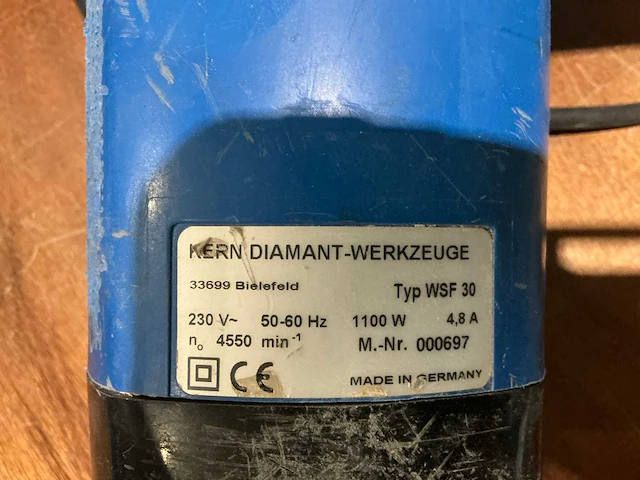 KERN DIAMANT-WERKZEUGE
33699 Bielefeld Typ WSF 30
230 V~ 50-60 Hz 1100 W 4,8 A
n₀ 4550 min⁻¹ M.-Nr. 000697
CE MADE IN GERMANY